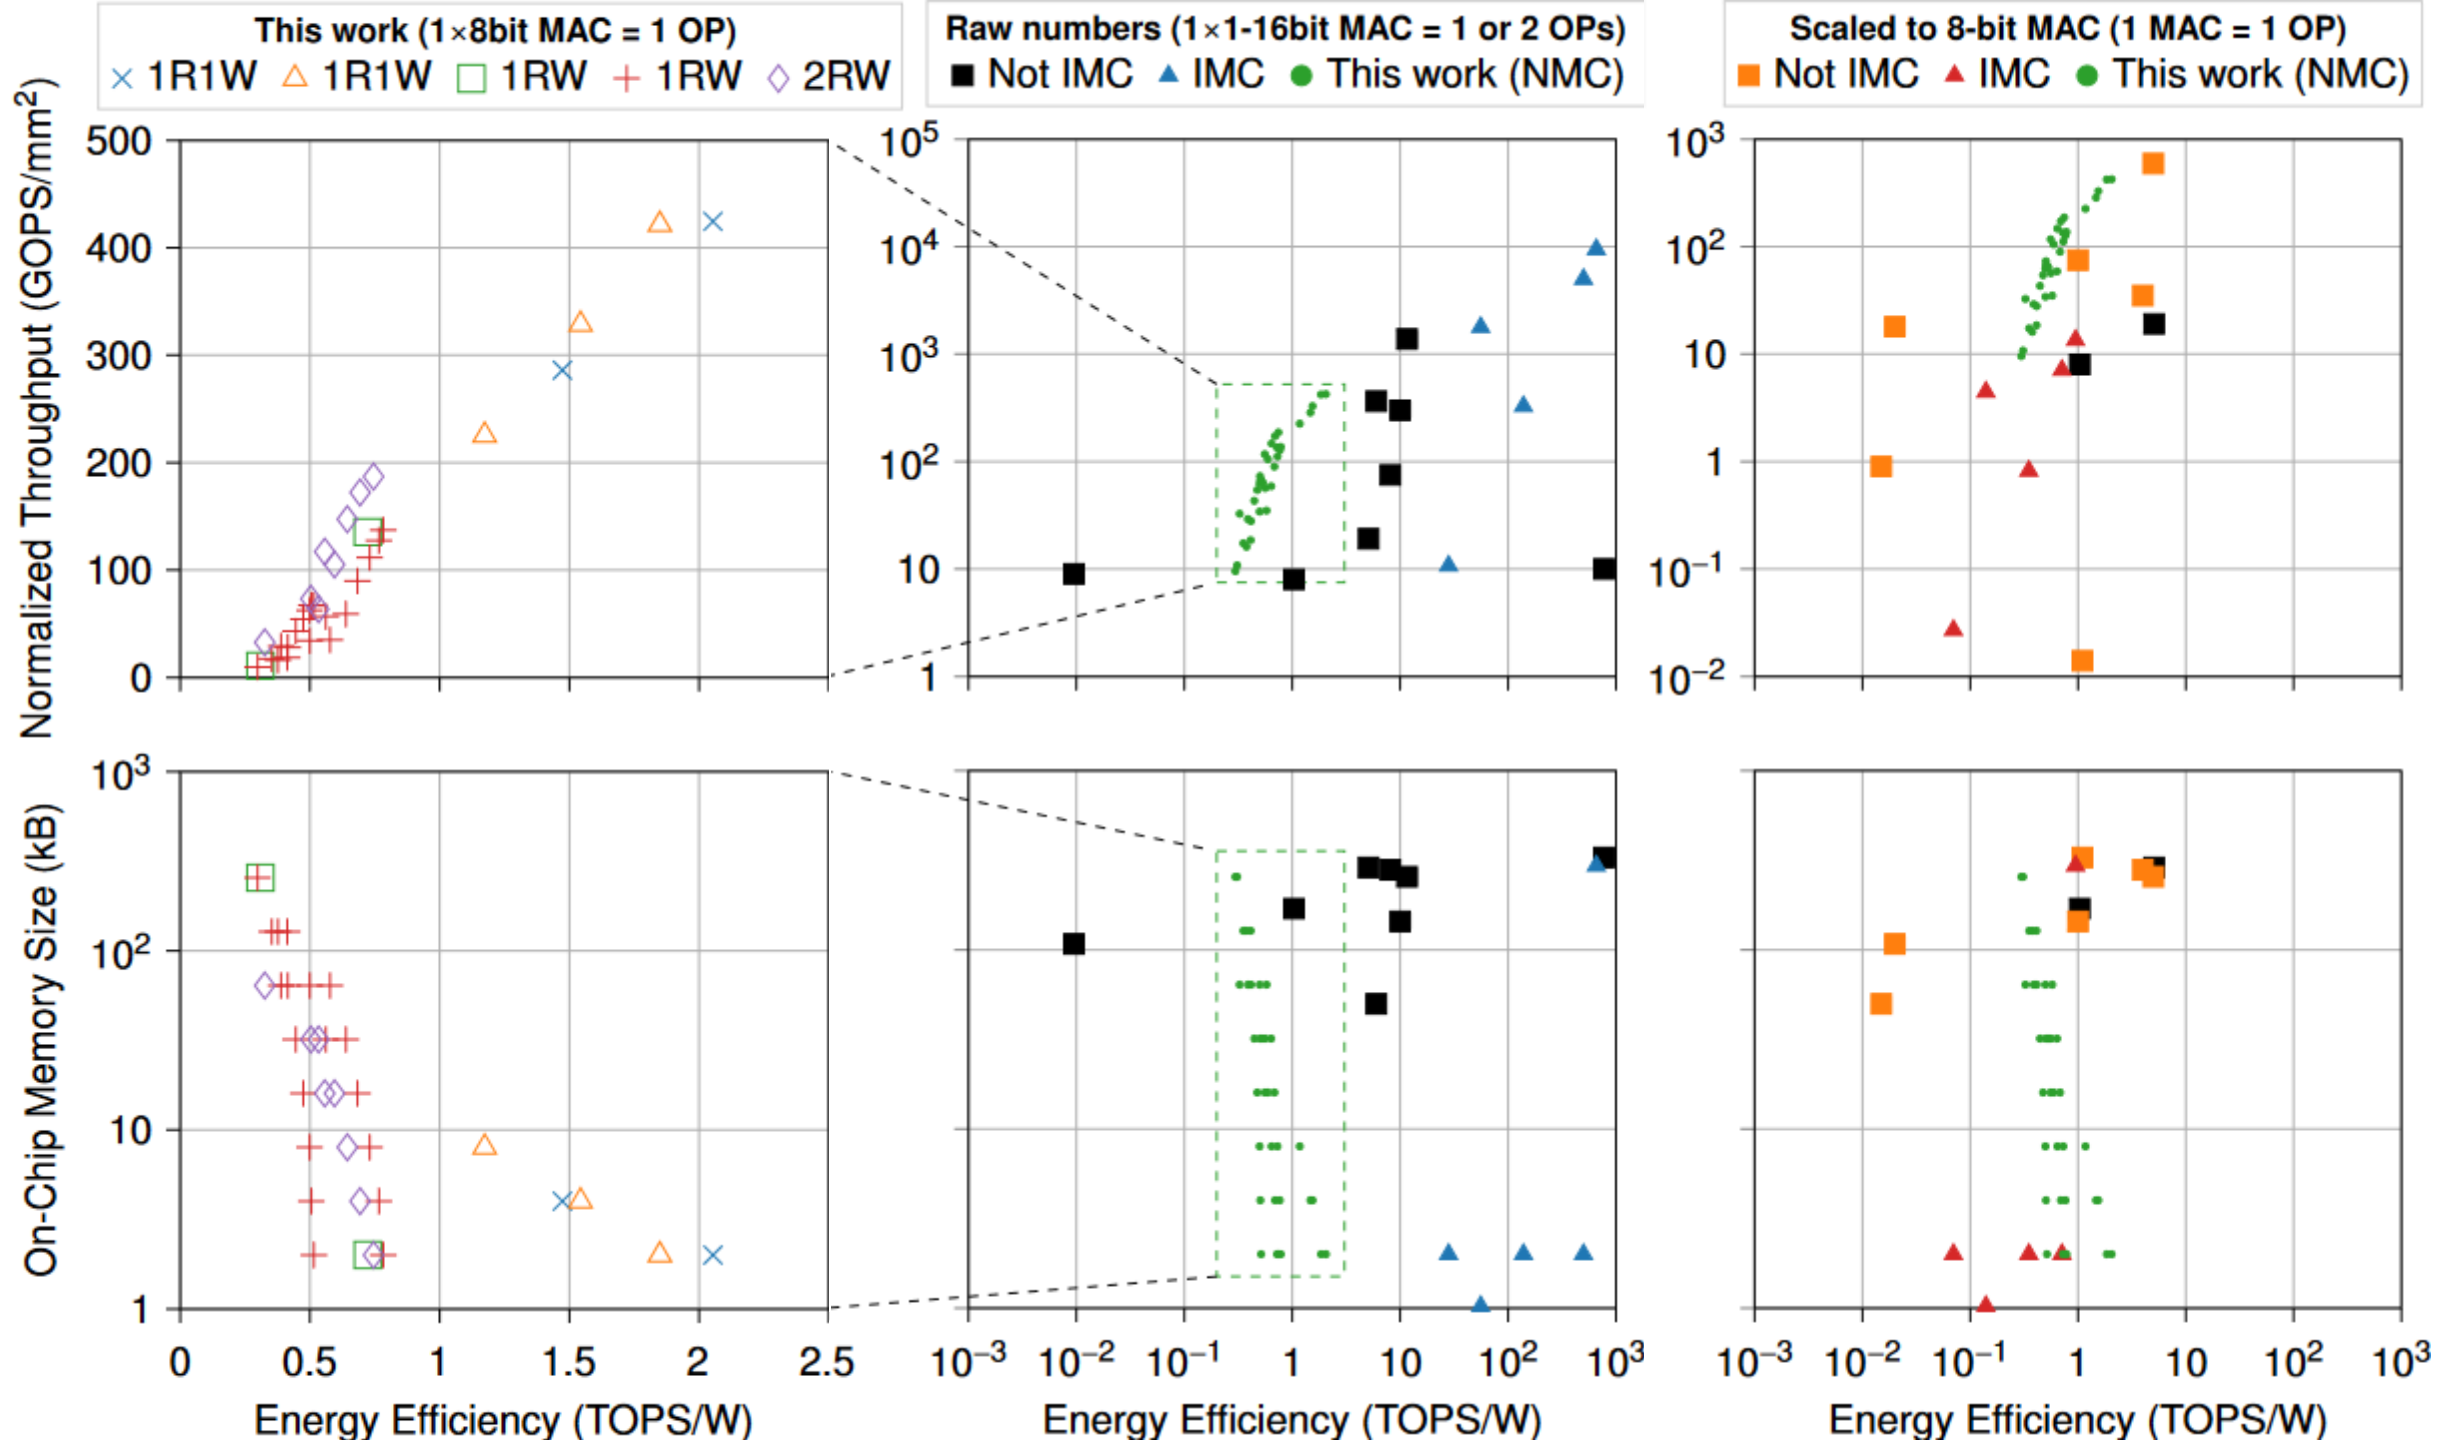 This work (1×8bit MAC = 1 OP)
1R1W 1R1W 1RW 1RW 2RW
Raw numbers (1×1-16bit MAC = 1 or 2 OPs)
Not IMC IMC This work (NMC)
Scaled to 8-bit MAC (1 MAC = 1 OP)
Not IMC IMC This work (NMC)
Normalized Throughput (GOPS/mm²)
500
400
300
200
100
0
10⁵
10⁴
10³
10²
10
1
10³
10²
10
1
10⁻¹
10⁻²
On-Chip Memory Size (kB)
10³
10²
10
1
0 0.5 1 1.5 2 2.5
10⁻³ 10⁻² 10⁻¹ 1 10 10² 10³
10⁻³ 10⁻² 10⁻¹ 1 10 10² 10³
Energy Efficiency (TOPS/W)
Energy Efficiency (TOPS/W)
Energy Efficiency (TOPS/W)